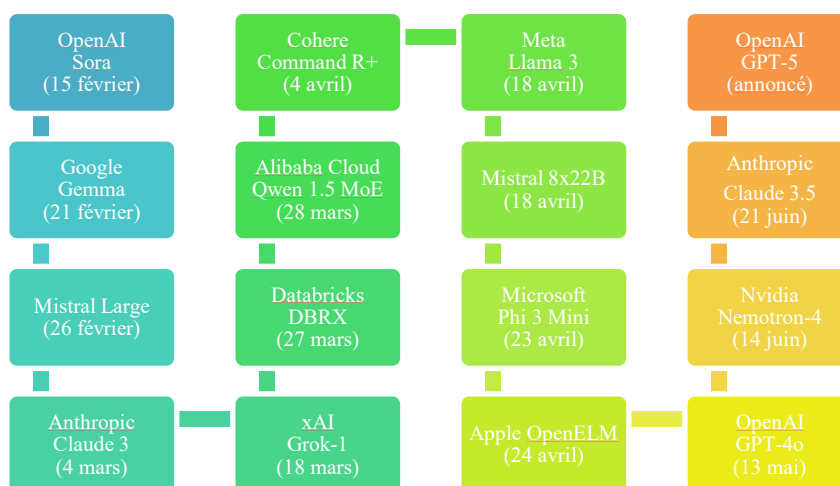 OpenAI
Sora
(15 février)
Google
Gemma
(21 février)
Mistral Large
(26 février)
Anthropic
Claude 3
(4 mars)
xAI
Grok-1
(18 mars)
Databricks
DBRX
(27 mars)
Alibaba Cloud
Qwen 1.5 MoE
(28 mars)
Cohere
Command R+
(4 avril)
Meta
Llama 3
(18 avril)
Mistral 8x22B
(18 avril)
Microsoft
Phi 3 Mini
(23 avril)
Apple OpenELM
(24 avril)
OpenAI
GPT-4o
(13 mai)
Nvidia
Nemotron-4
(14 juin)
Anthropic
Claude 3.5
(21 juin)
OpenAI
GPT-5
(annoncé)